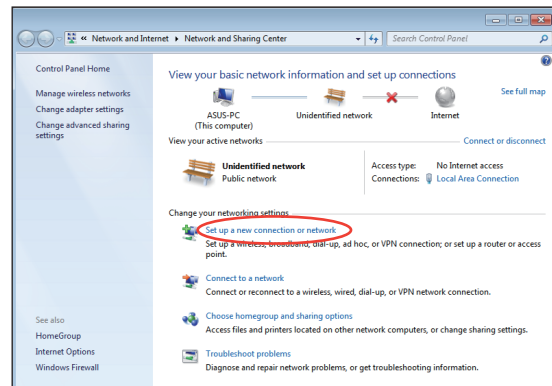 « Network and Internet ▸ Network and Sharing Center
Search Control Panel
Control Panel Home
Manage wireless networks
Change adapter settings
Change advanced sharing
settings
See also
HomeGroup
Internet Options
Windows Firewall
View your basic network information and set up connections
See full map
ASUS-PC
(This computer)
Unidentified network
Internet
View your active networks
Connect or disconnect
Unidentified network
Public network
Access type: No Internet access
Connections: Local Area Connection
Change your networking settings
Set up a new connection or network
Set up a wireless, broadband, dial-up, ad hoc, or VPN connection; or set up a router or access
point.
Connect to a network
Connect or reconnect to a wireless, wired, dial-up, or VPN network connection.
Choose homegroup and sharing options
Access files and printers located on other network computers, or change sharing settings.
Troubleshoot problems
Diagnose and repair network problems, or get troubleshooting information.